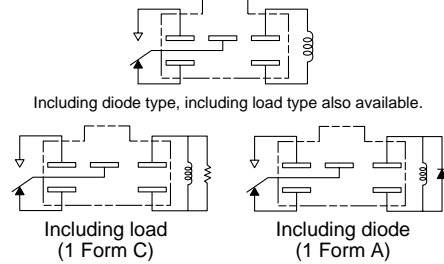 Including diode type, including load type also available.
Including load
(1 Form C)
Including diode
(1 Form A)